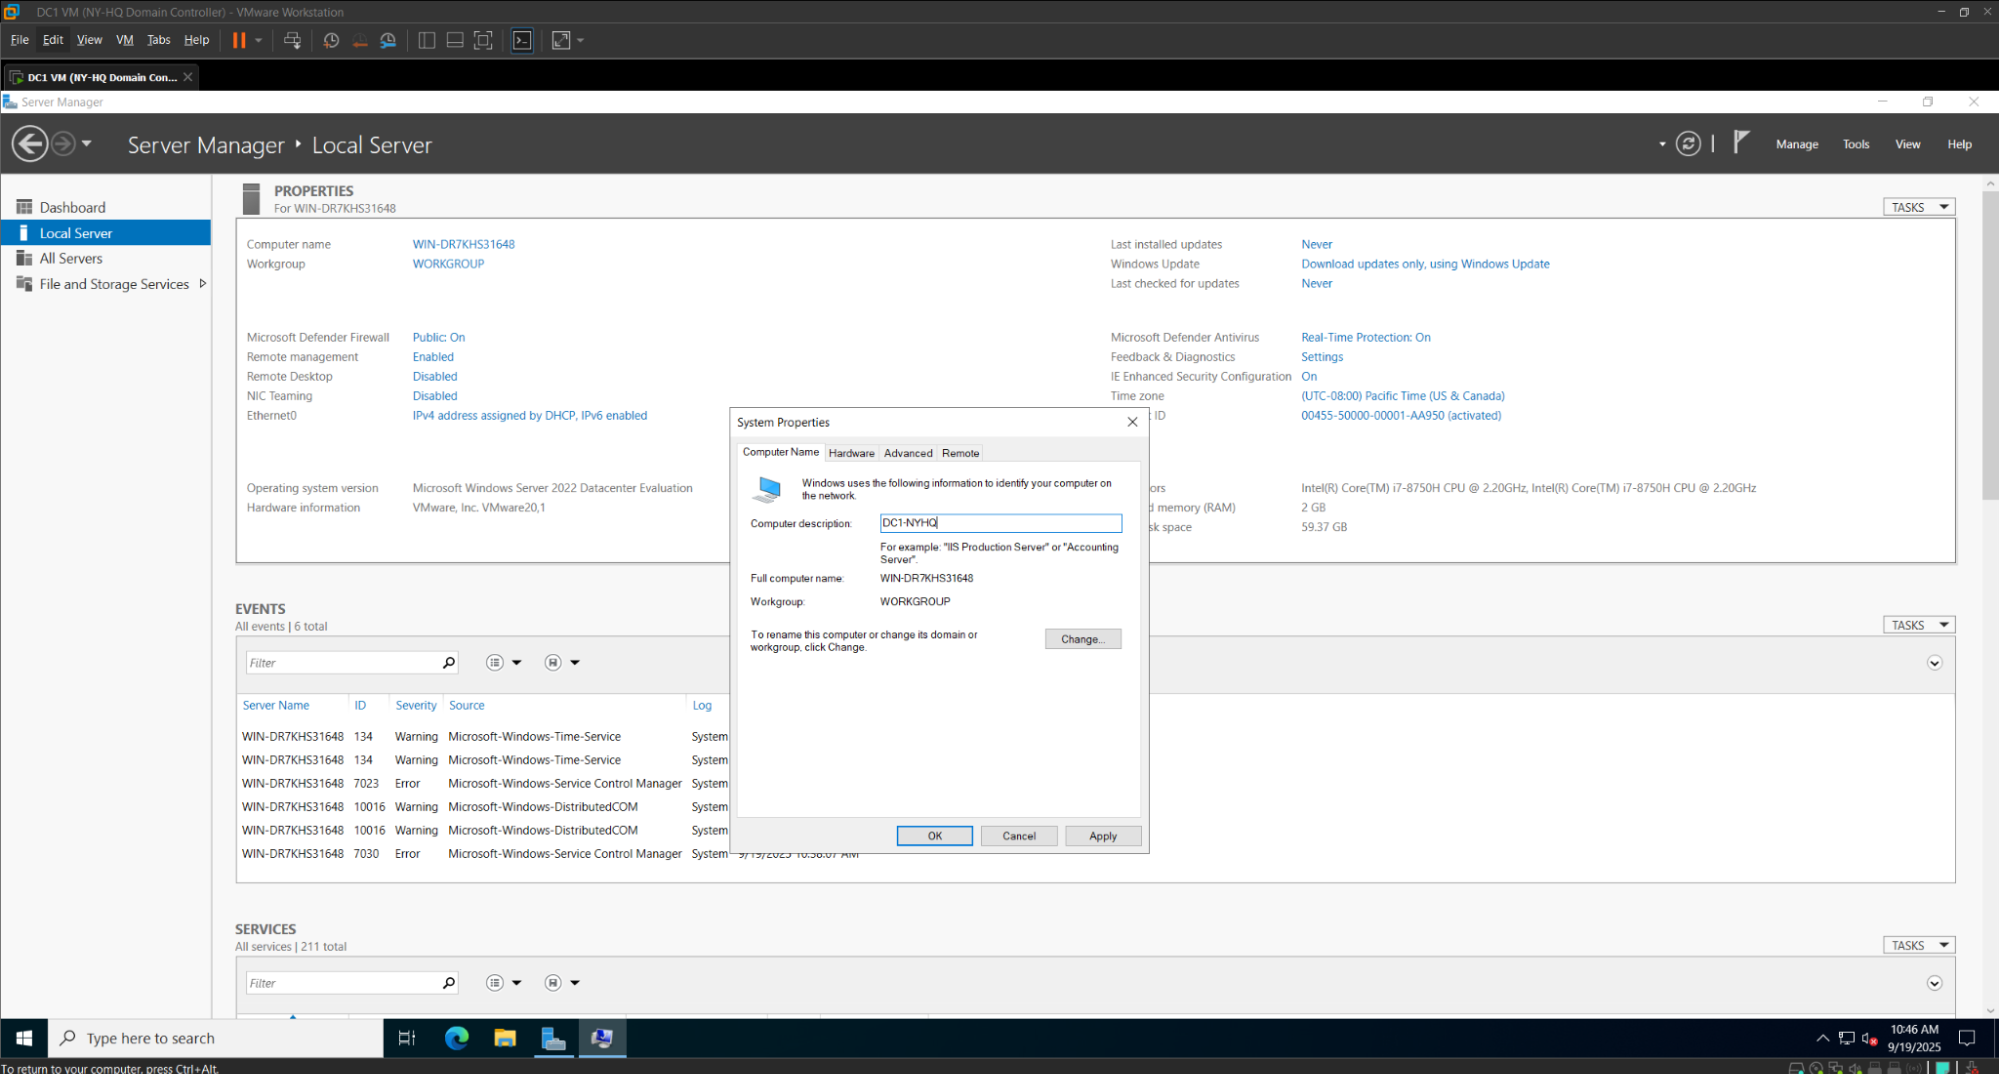 DC1 VM (NY-HQ Domain Controller) - VMware Workstation
File Edit View VM Tabs Help
DC1 VM (NY-HQ Domain Con...
Server Manager
Server Manager ‣ Local Server
Manage Tools View Help
Dashboard
Local Server
All Servers
File and Storage Services
PROPERTIES
For WIN-DR7KHS31648
TASKS
Computer name WIN-DR7KHS31648
Workgroup WORKGROUP
Last installed updates Never
Windows Update Download updates only, using Windows Update
Last checked for updates Never
Microsoft Defender Firewall Public: On
Remote management Enabled
Remote Desktop Disabled
NIC Teaming Disabled
Ethernet0 IPv4 address assigned by DHCP, IPv6 enabled
Microsoft Defender Antivirus Real-Time Protection: On
Feedback & Diagnostics Settings
IE Enhanced Security Configuration On
Time zone (UTC-08:00) Pacific Time (US & Canada)
ID 00455-50000-00001-AA950 (activated)
Operating system version Microsoft Windows Server 2022 Datacenter Evaluation
Hardware information VMware, Inc. VMware20,1
ors Intel(R) Core(TM) i7-8750H CPU @ 2.20GHz, Intel(R) Core(TM) i7-8750H CPU @ 2.20GHz
d memory (RAM) 2 GB
sk space 59.37 GB
System Properties
Computer Name Hardware Advanced Remote
Windows uses the following information to identify your computer on
the network.
Computer description: DC1-NYHQ
For example: "IIS Production Server" or "Accounting
Server".
Full computer name: WIN-DR7KHS31648
Workgroup: WORKGROUP
To rename this computer or change its domain or
workgroup, click Change.
Change...
OK Cancel Apply
EVENTS
All events | 6 total
TASKS
Filter
Server Name ID Severity Source Log
WIN-DR7KHS31648 134 Warning Microsoft-Windows-Time-Service System
WIN-DR7KHS31648 134 Warning Microsoft-Windows-Time-Service System
WIN-DR7KHS31648 7023 Error Microsoft-Windows-Service Control Manager System
WIN-DR7KHS31648 10016 Warning Microsoft-Windows-DistributedCOM System
WIN-DR7KHS31648 10016 Warning Microsoft-Windows-DistributedCOM System
WIN-DR7KHS31648 7030 Error Microsoft-Windows-Service Control Manager System 9/19/2025 10:38:07 AM
SERVICES
All services | 211 total
TASKS
Filter
Type here to search
10:46 AM
9/19/2025
To return to your computer, press Ctrl+Alt.